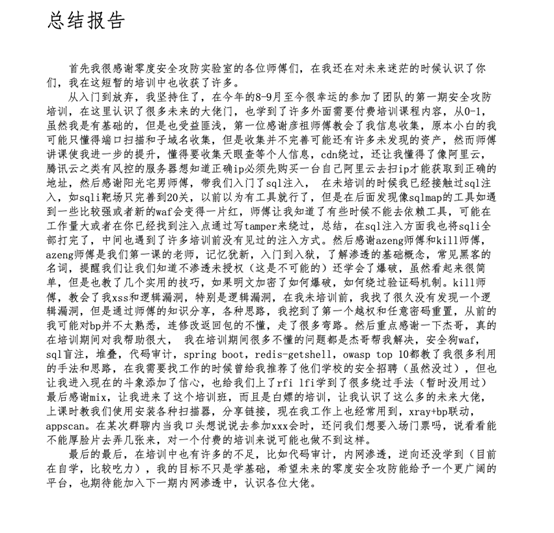 总结报告
首先我很感谢零度安全攻防实验室的各位师傅们，在我还在对未来迷茫的时候认识了你
们，我在这短暂的培训中也收获了许多。
从入门到放弃，我坚持住了，在今年的8-9月至今很幸运的参加了团队的第一期安全攻防
培训，在这里认识了很多未来的大佬们，也学到了许多外面需要付费培训课程内容，从0-1，
虽然我是有基础的，但是也受益匪浅，第一位感谢彦祖师傅教会了我信息收集，原本小白的我
可能只懂得端口扫描和子域名收集，但是收集并不完善可能还有许多未发现的资产，然而师傅
讲课使我进一步的提升，懂得要收集天眼查等个人信息，cdn绕过，还让我懂得了像阿里云，
腾讯云之类有风控的服务器想知道正确ip必须先购买一台自己阿里云去扫ip才能获取到正确的
地址，然后感谢阳光宅男师傅，带我们入门了sql注入， 在未培训的时候我已经接触过sql注
入，如sqli靶场只完善到20关，以前以为有工具就行了，但是在后面发现像sqlmap的工具如遇
到一些比较强或者新的waf会变得一片红，师傅让我知道了有些时候不能去依赖工具，可能在
工作量大或者在你已经找到注入点通过写tamper来绕过，总结，在sql注入方面我也将sqli全
部打完了，中间也遇到了许多培训前没有见过的注入方式。然后感谢azeng师傅和kill师傅，
azeng师傅是我们第一课的老师，记忆犹新，入门到入狱，了解渗透的基础概念，常见黑客的
名词，提醒我们让我们知道不渗透未授权（这是不可能的）还学会了爆破，虽然看起来很简
单，但是也教了几个实用的技巧，如果明文加密了如何爆破，如何绕过验证码机制。kill师
傅，教会了我xss和逻辑漏洞，特别是逻辑漏洞，在我未培训前，我找了很久没有发现一个逻
辑漏洞，但是通过师傅的知识分享，各种思路，我挖到了第一个越权和任意密码重置，从前的
我可能对bp并不太熟悉，连修改返回包的不懂，走了很多弯路。然后重点感谢一下杰哥，真的
在培训期间对我帮助很大， 我在培训期间很多不懂的问题都是杰哥帮我解决，安全狗waf，
sql盲注，堆叠，代码审计，spring boot，redis-getshell，owasp top 10都教了我很多利用
的手法和思路，在我需要找工作的时候曾给我推荐了他们学校的安全招聘（虽然没过），但也
让我进入现在的斗象添加了信心，也给我们上了rfi lfi学到了很多绕过手法（暂时没用过）
最后感谢mix，让我进来了这个培训班，而且是白嫖的培训，让我认识了这么多的未来大佬，
上课时教我们使用安装各种扫描器，分享链接，现在我工作上也经常用到，xray+bp联动，
appscan。在某次群聊内当我口头想说说去参加xxx会时，还问我们想要入场门票吗，说看看能
不能厚脸片去弄几张来，对一个付费的培训来说可能也做不到这样。
最后的最后，在培训中也有许多的不足，比如代码审计，内网渗透，逆向还没学到（目前
在自学，比较吃力），我的目标不只是学基础，希望未来的零度安全攻防能给予一个更广阔的
平台，也期待能加入下一期内网渗透中，认识各位大佬。